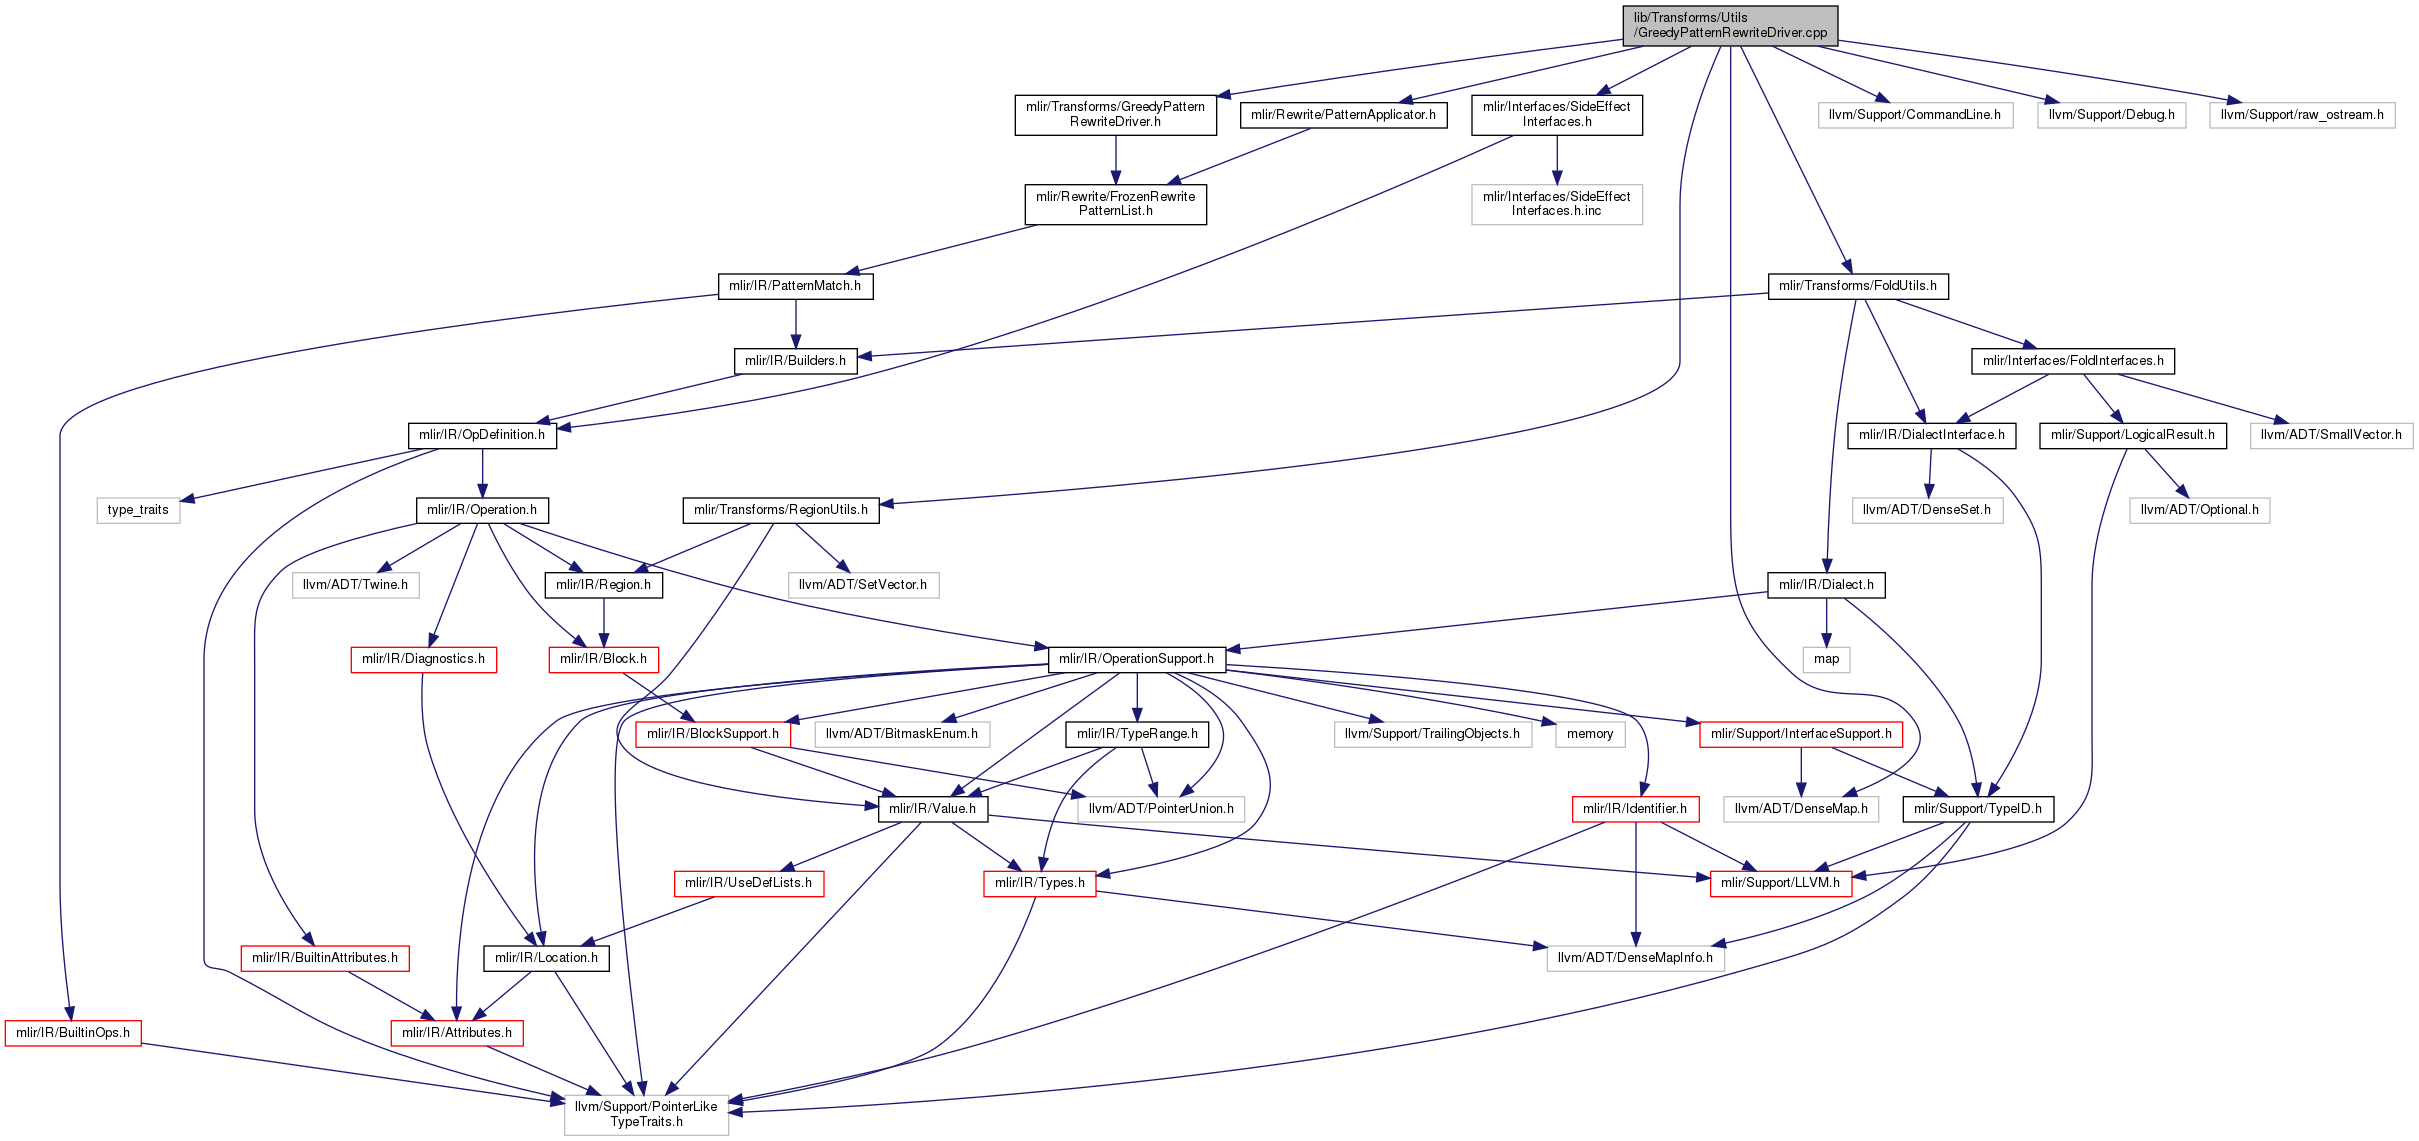 lib/Transforms/Utils
/GreedyPatternRewriteDriver.cpp
mlir/Transforms/GreedyPattern
RewriteDriver.h
mlir/Rewrite/PatternApplicator.h
mlir/Interfaces/SideEffect
Interfaces.h
llvm/Support/CommandLine.h
llvm/Support/Debug.h
llvm/Support/raw_ostream.h
mlir/Rewrite/FrozenRewrite
PatternList.h
mlir/Interfaces/SideEffect
Interfaces.h.inc
mlir/IR/PatternMatch.h
mlir/Transforms/FoldUtils.h
mlir/IR/Builders.h
mlir/Interfaces/FoldInterfaces.h
mlir/IR/OpDefinition.h
mlir/IR/DialectInterface.h
mlir/Support/LogicalResult.h
llvm/ADT/SmallVector.h
type_traits
mlir/IR/Operation.h
mlir/Transforms/RegionUtils.h
llvm/ADT/DenseSet.h
llvm/ADT/Optional.h
llvm/ADT/Twine.h
mlir/IR/Region.h
llvm/ADT/SetVector.h
mlir/IR/Dialect.h
mlir/IR/Diagnostics.h
mlir/IR/Block.h
mlir/IR/OperationSupport.h
map
mlir/IR/BlockSupport.h
llvm/ADT/BitmaskEnum.h
mlir/IR/TypeRange.h
llvm/Support/TrailingObjects.h
memory
mlir/Support/InterfaceSupport.h
mlir/IR/Value.h
llvm/ADT/PointerUnion.h
mlir/IR/Identifier.h
llvm/ADT/DenseMap.h
mlir/Support/TypeID.h
mlir/IR/UseDefLists.h
mlir/IR/Types.h
mlir/Support/LLVM.h
mlir/IR/BuiltinAttributes.h
mlir/IR/Location.h
llvm/ADT/DenseMapInfo.h
mlir/IR/BuiltinOps.h
mlir/IR/Attributes.h
llvm/Support/PointerLike
TypeTraits.h